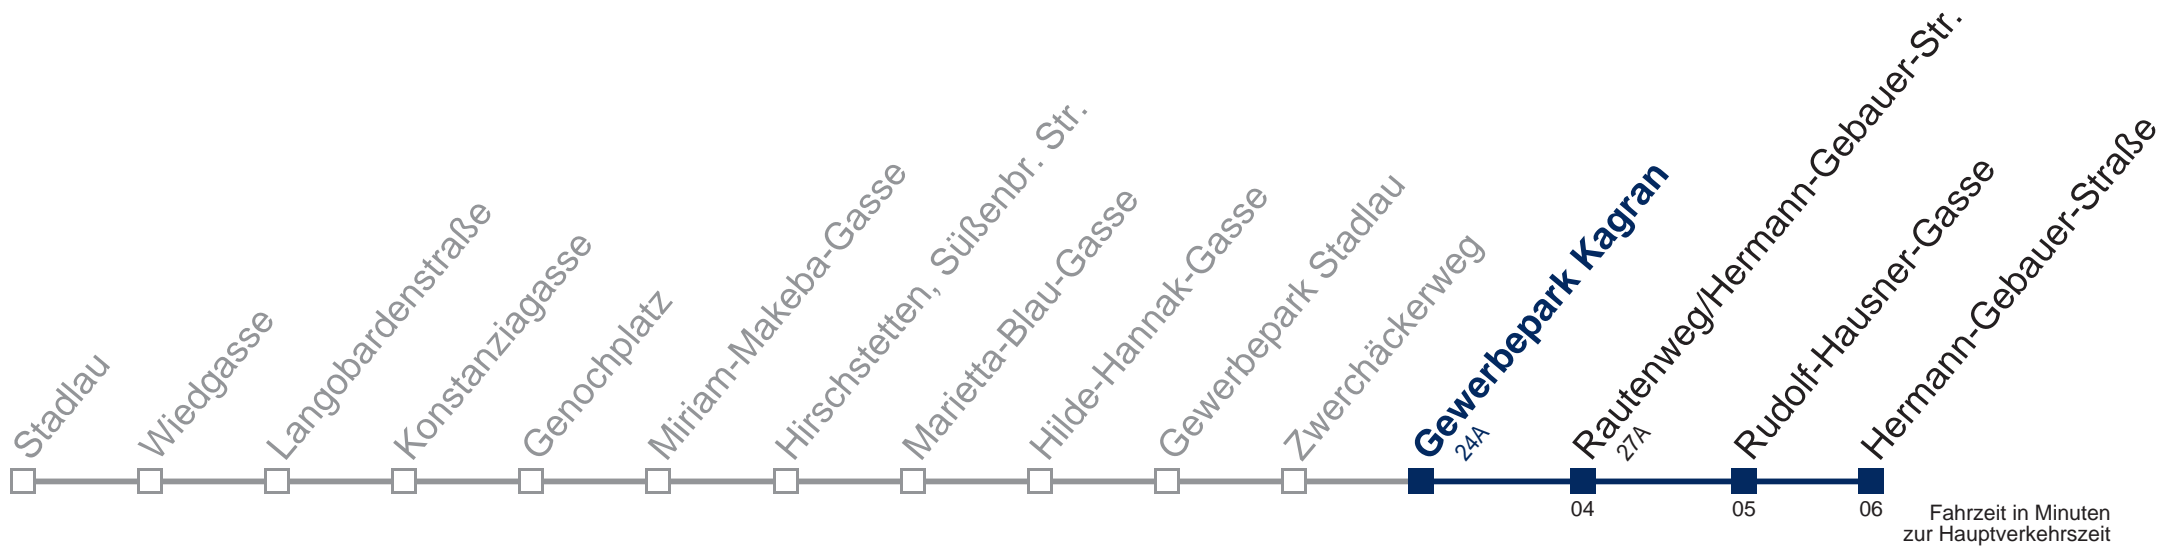 Stadlau
Wiedgasse
Langobardenstraße
Konstanziagasse
Genochplatz
Miriam-Makeba-Gasse
Hirschstetten, Süßenbr. Str.
Marietta-Blau-Gasse
Hilde-Hannak-Gasse
Gewerbepark Stadlau
Zwerchäckerweg
Gewerbepark Kagran
24A
Rautenweg/Hermann-Gebauer-Str.
27A
Rudolf-Hausner-Gasse
Hermann-Gebauer-Straße
04
05
06
Fahrzeit in Minuten
zur Hauptverkehrszeit